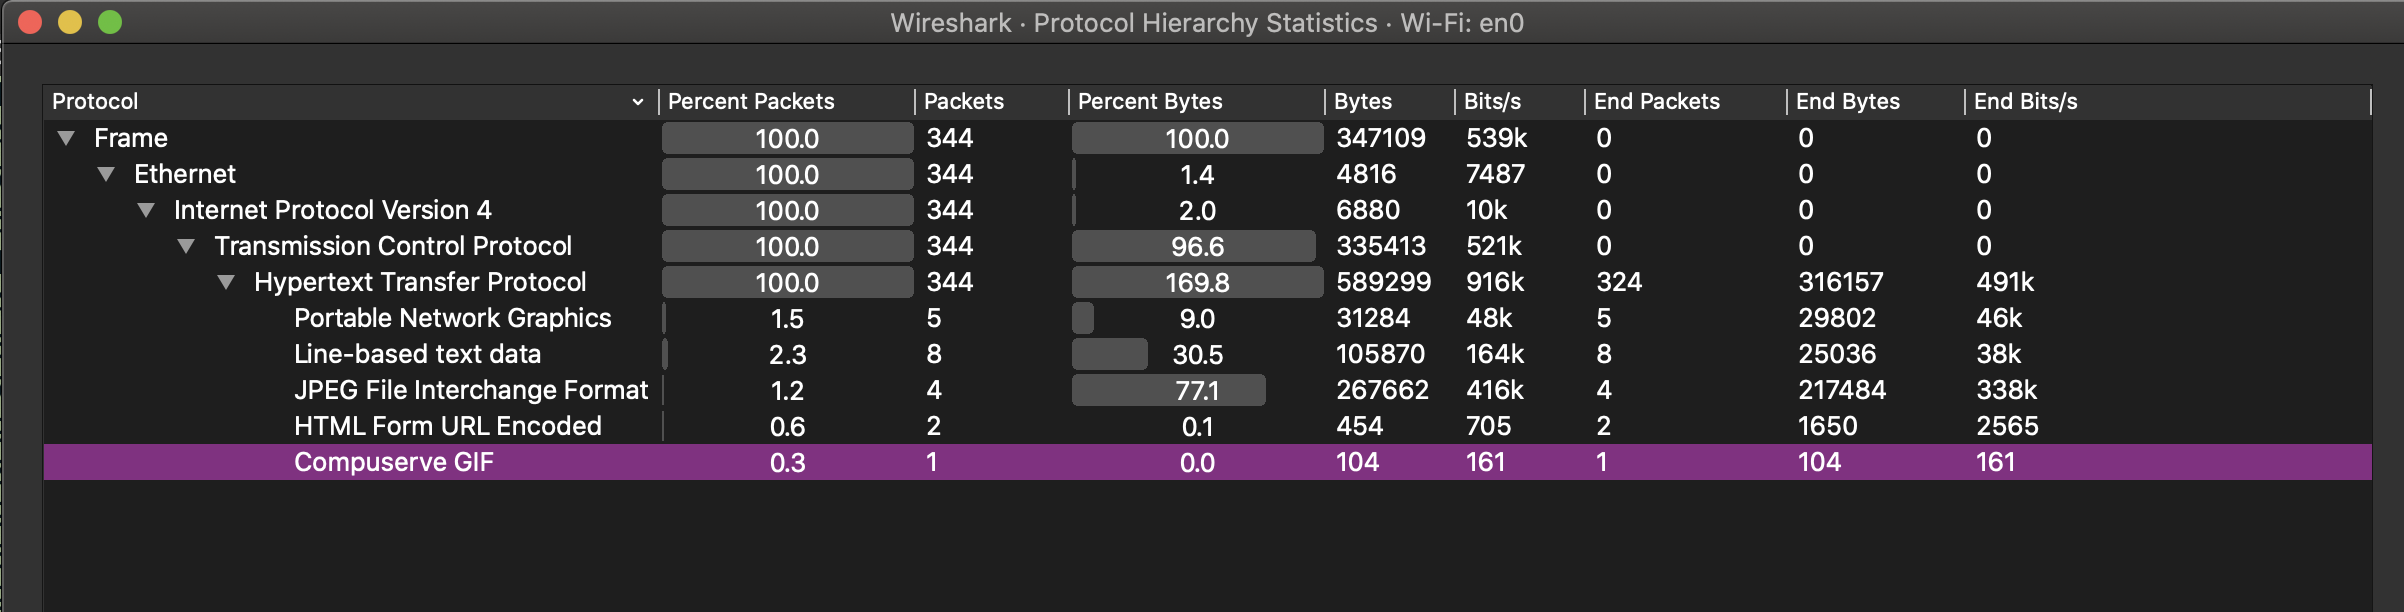 Wireshark · Protocol Hierarchy Statistics · Wi-Fi: en0
Protocol Percent Packets Packets Percent Bytes Bytes Bits/s End Packets End Bytes End Bits/s
Frame 100.0 344 100.0 347109 539k 0 0 0
Ethernet 100.0 344 1.4 4816 7487 0 0 0
Internet Protocol Version 4 100.0 344 2.0 6880 10k 0 0 0
Transmission Control Protocol 100.0 344 96.6 335413 521k 0 0 0
Hypertext Transfer Protocol 100.0 344 169.8 589299 916k 324 316157 491k
Portable Network Graphics 1.5 5 9.0 31284 48k 5 29802 46k
Line-based text data 2.3 8 30.5 105870 164k 8 25036 38k
JPEG File Interchange Format 1.2 4 77.1 267662 416k 4 217484 338k
HTML Form URL Encoded 0.6 2 0.1 454 705 2 1650 2565
Compuserve GIF 0.3 1 0.0 104 161 1 104 161